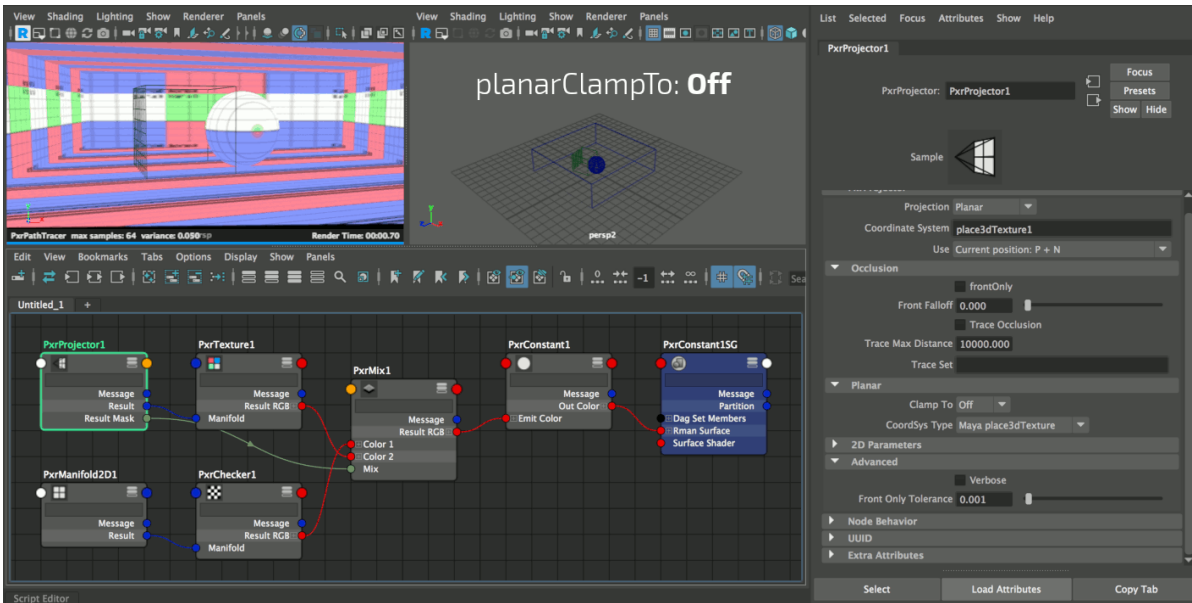 View Shading Lighting Show Renderer Panels
PxrPathTracer max samples: 64 variance: 0.050
Render Time: 00:00.70
View Shading Lighting Show Renderer Panels
planarClampTo: Off
persp2
Edit View Bookmarks Tabs Options Display Show Panels
-1
Sea
Untitled_1 +
PxrProjector1
Message
Result
Result Mask
PxrTexture1
Message
Result RGB
Manifold
PxrMix1
Message
Result RGB
Color 1
Color 2
Mix
PxrConstant1
Message
Out Color
Emit Color
PxrConstant1SG
Message
Partition
Dag Set Members
Rman Surface
Surface Shader
PxrManifold2D1
Message
Result
PxrChecker1
Message
Result RGB
Manifold
Script Editor
List Selected Focus Attributes Show Help
PxrProjector1
PxrProjector: PxrProjector1
Focus
Presets
Show Hide
Sample
Projection Planar
Coordinate System place3dTexture1
Use Current position: P + N
Occlusion
frontOnly
Front Falloff 0.000
Trace Occlusion
Trace Max Distance 10000.000
Trace Set
Planar
Clamp To Off
CoordSys Type Maya place3dTexture
2D Parameters
Advanced
Verbose
Front Only Tolerance 0.001
Node Behavior
UUID
Extra Attributes
Select Load Attributes Copy Tab